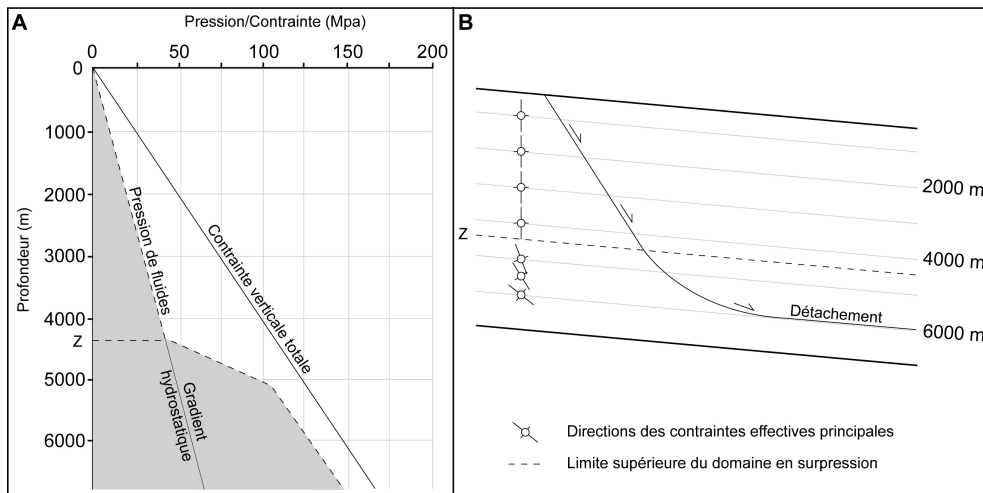 A
Pression/Contrainte (Mpa)
0
50
100
150
200
0
1000
2000
3000
4000
Z
5000
6000
Profondeur (m)
Pression de fluides
Contrainte verticale totale
Gradient
hydrostatique
B
2000 m
Z
4000 m
Détachement
6000 m
Directions des contraintes effectives principales
Limite supérieure du domaine en surpression